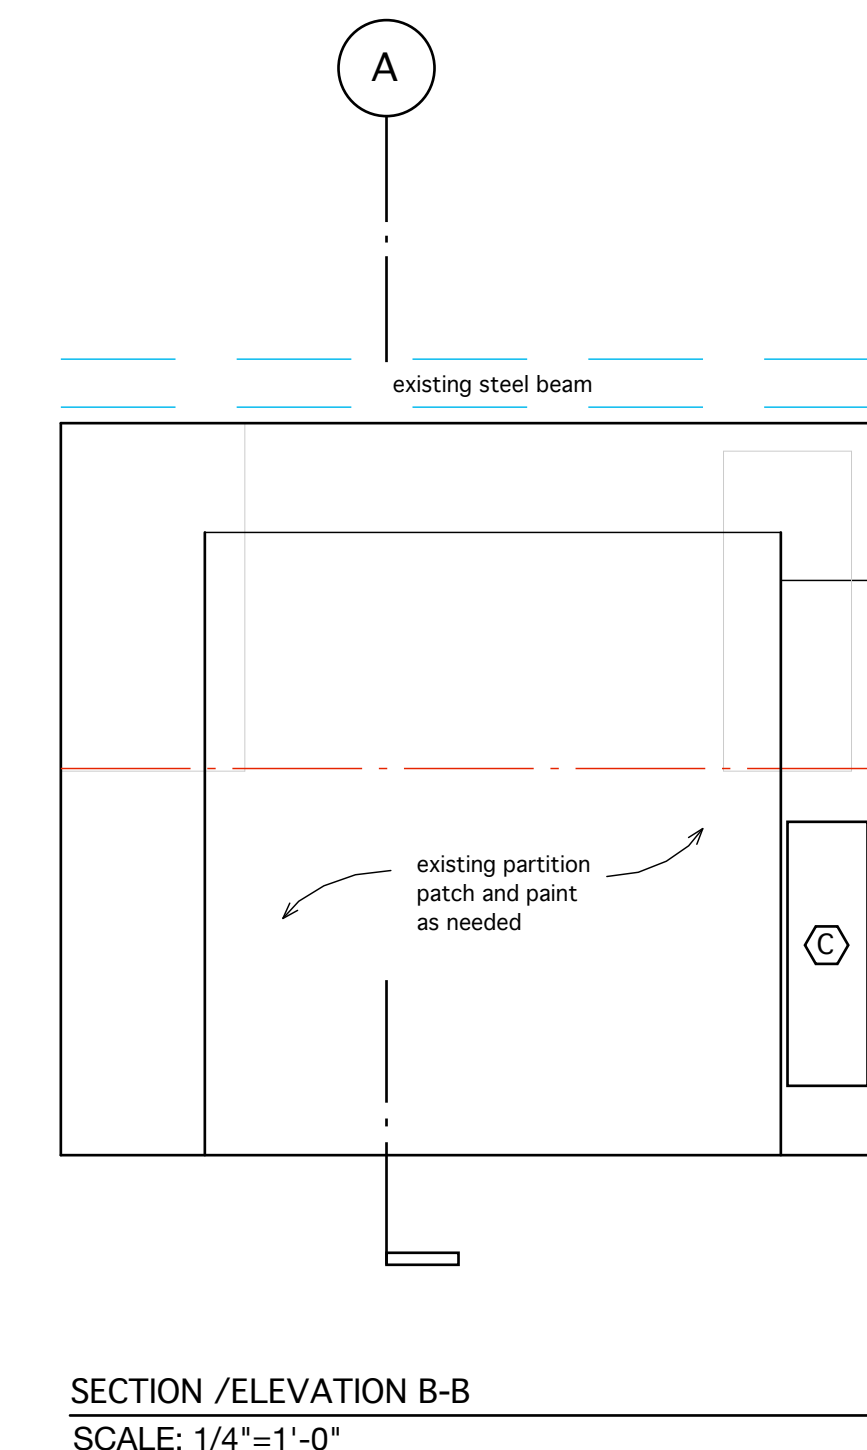 A
existing steel beam
existing partition
patch and paint
as needed
C
SECTION /ELEVATION B-B
SCALE: 1/4"=1'-0"